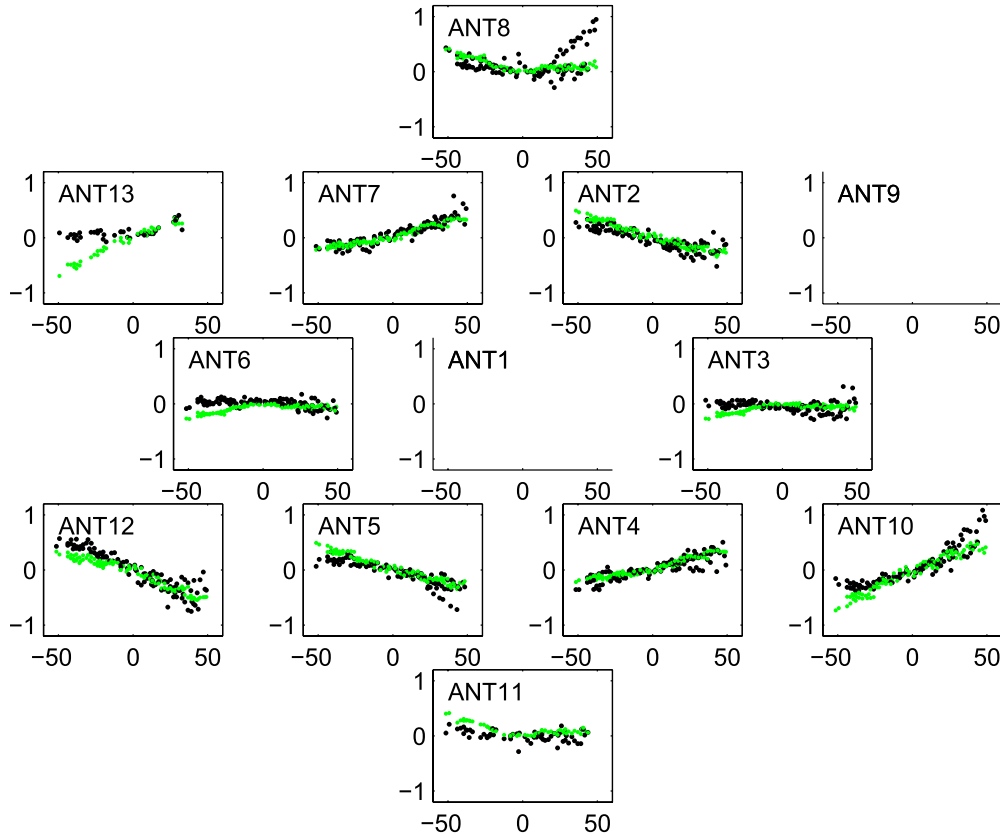 ANT8
1
0
−1
−50 0 50
ANT13 ANT7 ANT2 ANT9
1 1 1 1
0 0 0 0
−1 −1 −1 −1
−50 0 50 −50 0 50 −50 0 50 −50 0 50
ANT6 ANT1 ANT3
1 1 1
0 0 0
−1 −1 −1
−50 0 50 −50 0 50 −50 0 50
ANT12 ANT5 ANT4 ANT10
1 1 1 1
0 0 0 0
−1 −1 −1 −1
−50 0 50 −50 0 50 −50 0 50 −50 0 50
ANT11
1
0
−1
−50 0 50